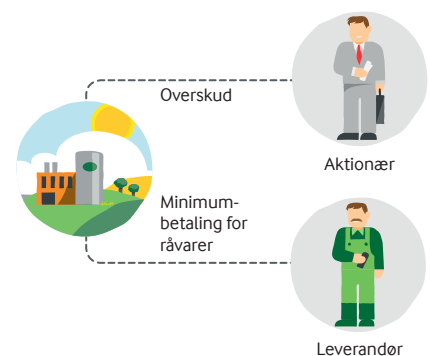 Overskud
Aktionær
Minimum-
betaling for
råvarer
Leverandør